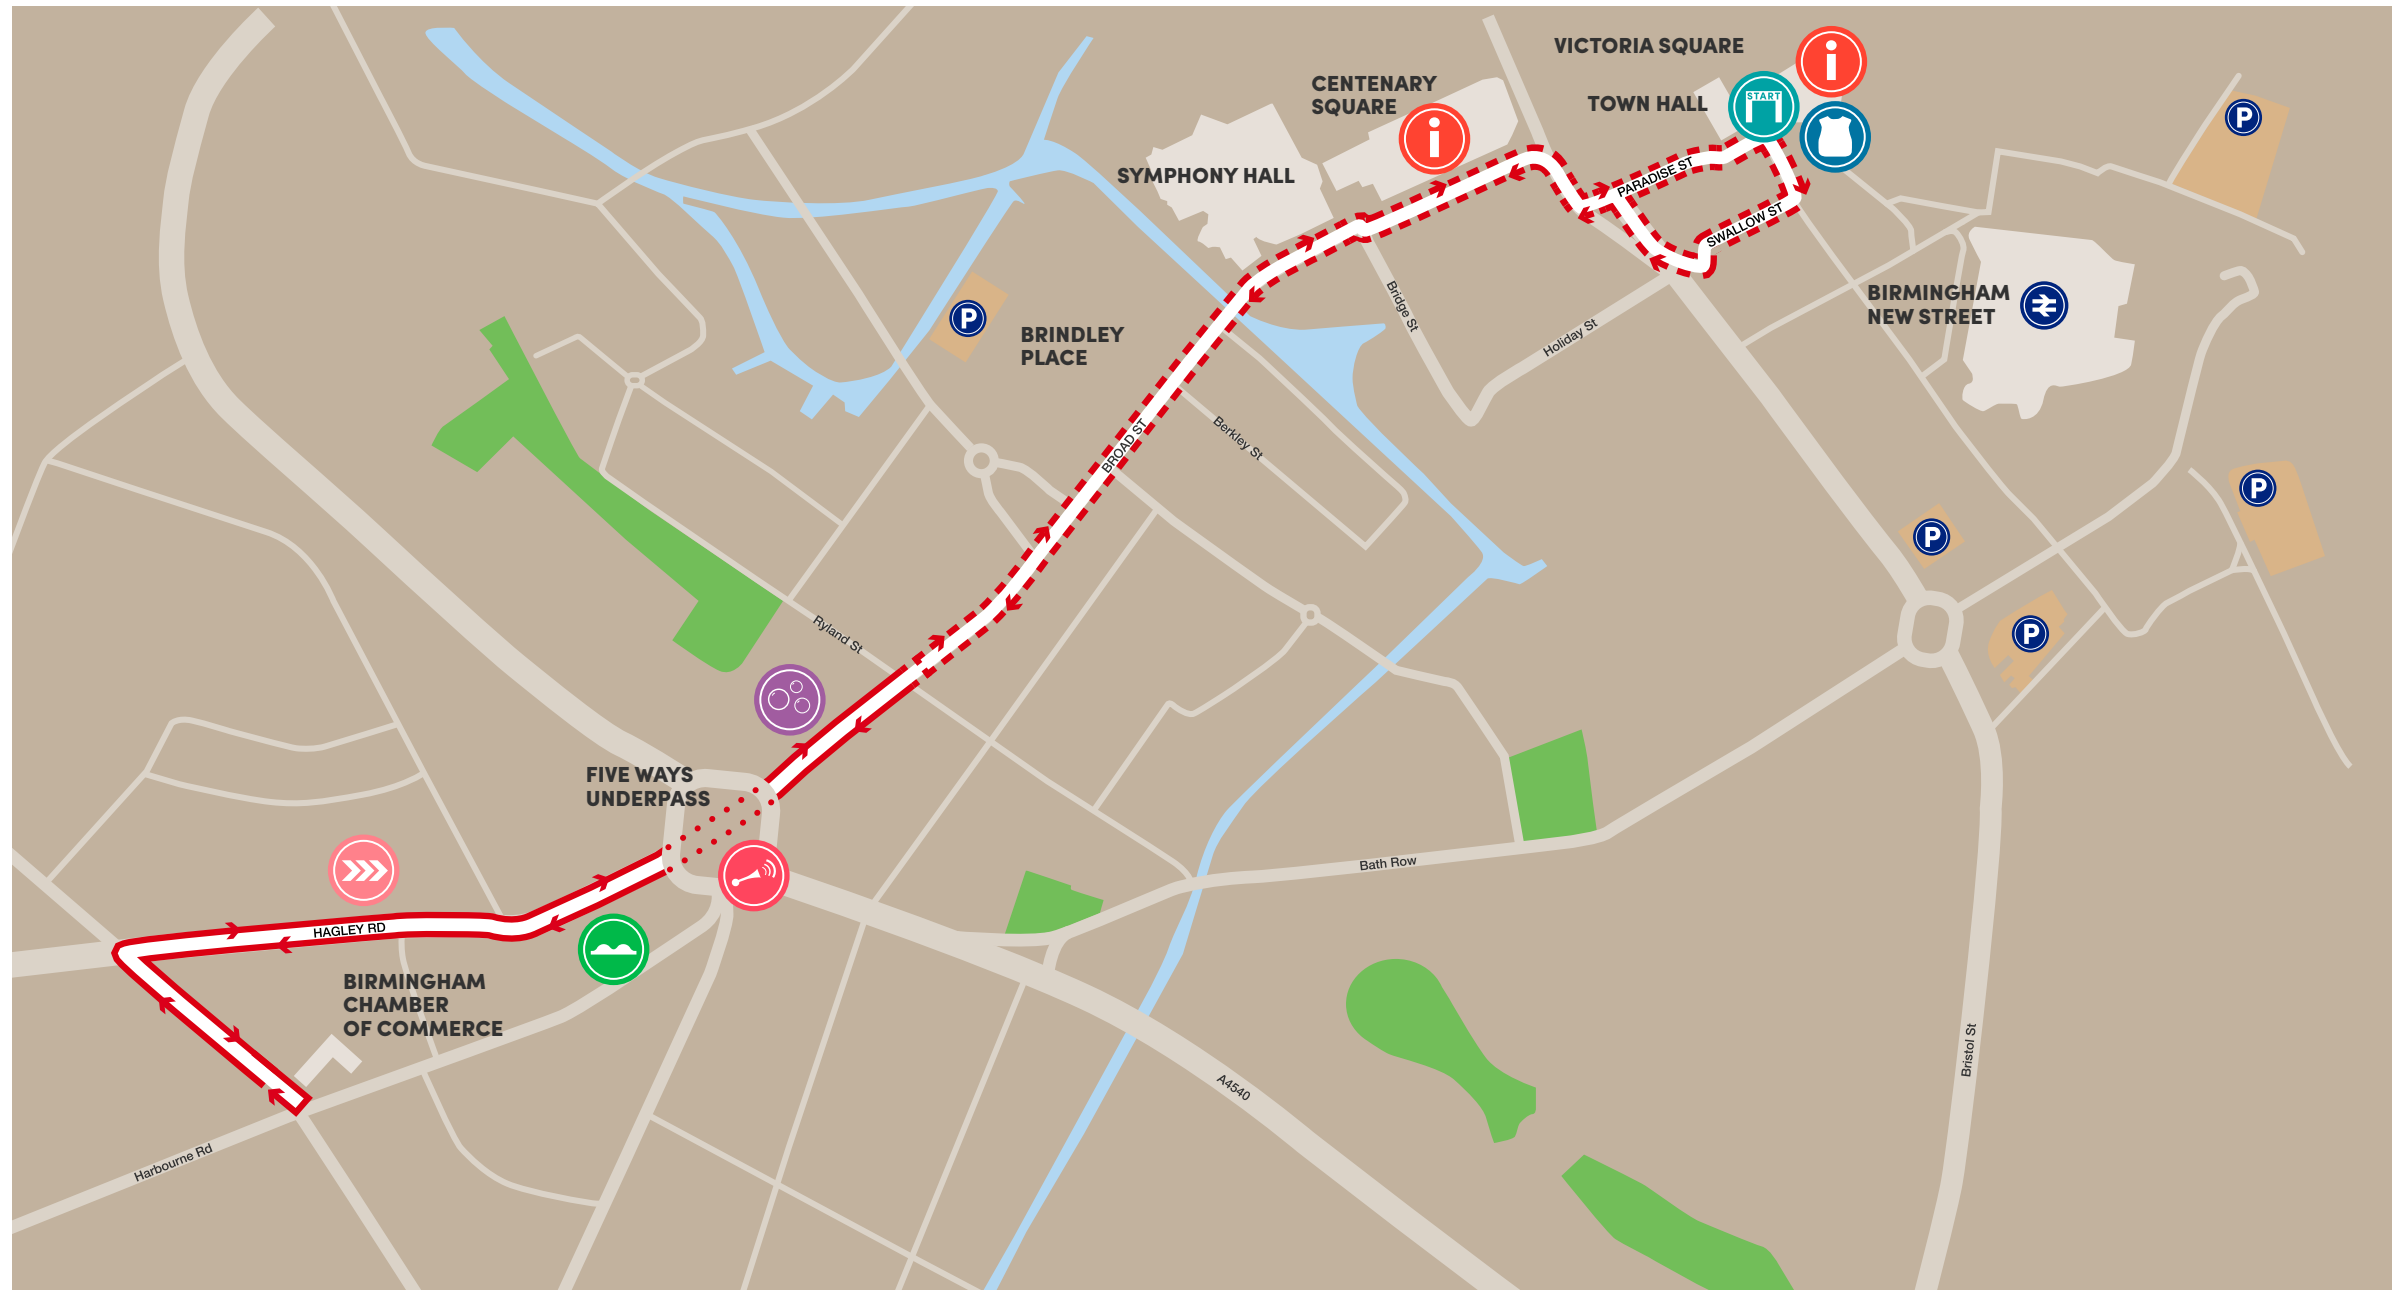 VICTORIA SQUARE
CENTENARY
SQUARE
TOWN HALL
START
P
SYMPHONY HALL
PARADISE ST
SWALLOW ST
BIRMINGHAM
NEW STREET
Bridge St
Holiday St
P
BRINDLEY
PLACE
BROAD ST
Berkley St
P
P
P
Ryland St
FIVE WAYS
UNDERPASS
Bath Row
HAGLEY RD
BIRMINGHAM
CHAMBER
OF COMMERCE
Harbourne Rd
A4540
Bristol St